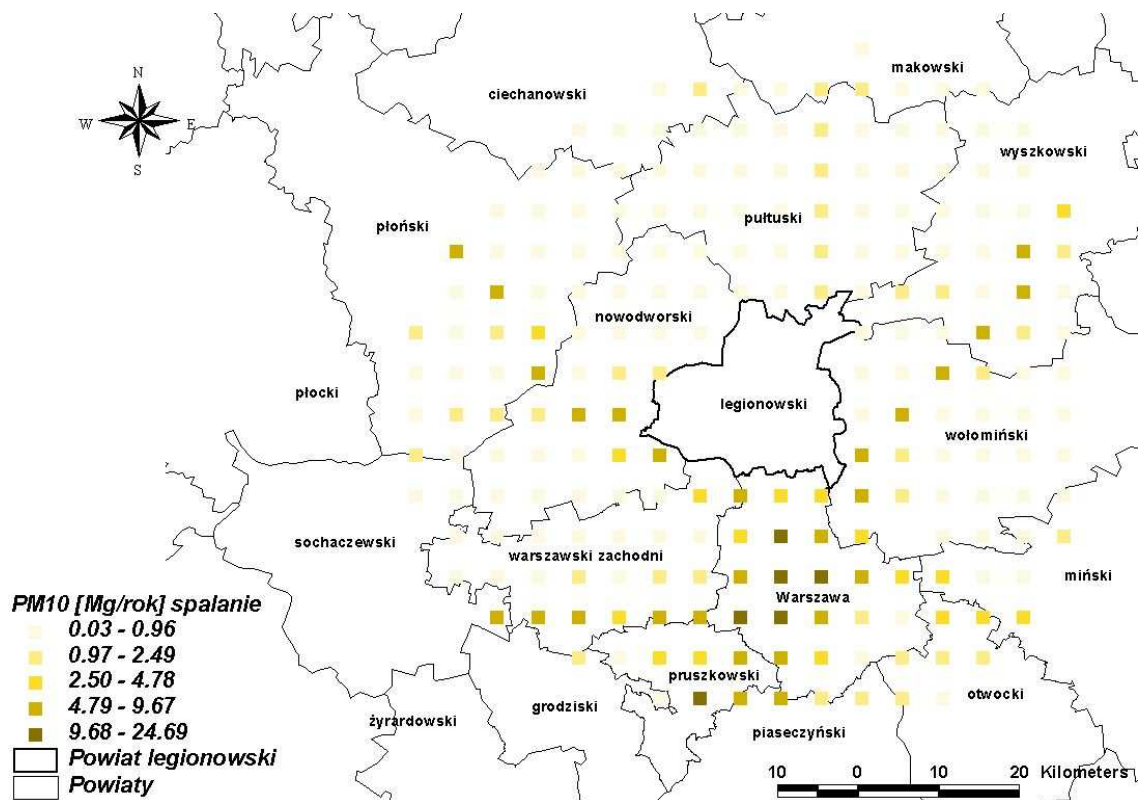 makowski
N
ciechanowski
W E
wyszkowski
S
pułtuski
płoński
nowodworski
płocki
legionowski
wołomiński
sochaczewski
warszawski zachodni
miński
Warszawa
PM10 [Mg/rok] spalanie
0.03 - 0.96
0.97 - 2.49
2.50 - 4.78
4.79 - 9.67
9.68 - 24.69
Powiat legionowski
Powiaty
pruszkowski
otwocki
grodziski
żyrardowski
piaseczyński
10 0 10 20 Kilometers